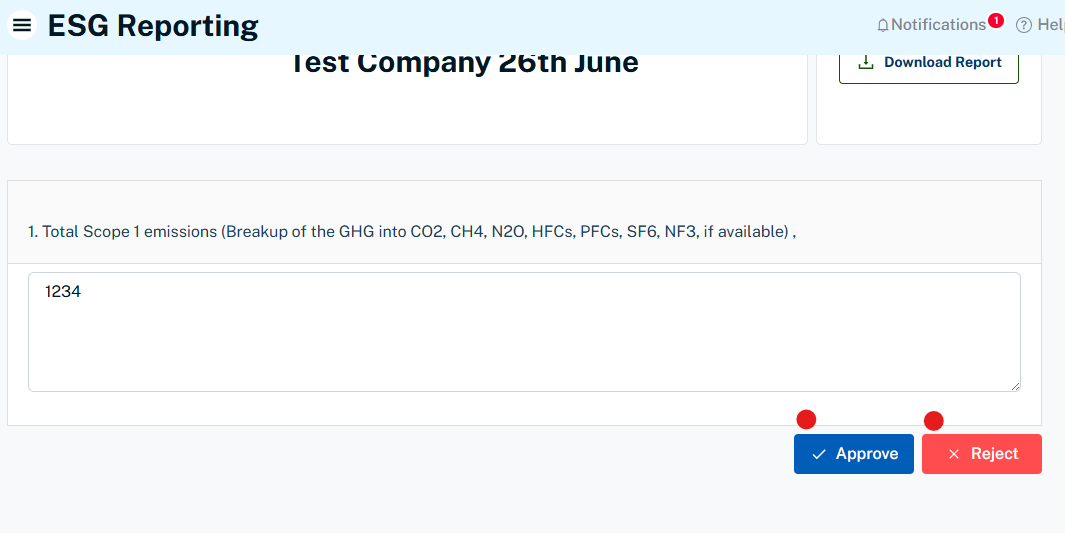 ESG Reporting
Notifications 1
Help
Test Company 26th June
Download Report
1. Total Scope 1 emissions (Breakup of the GHG into CO2, CH4, N2O, HFCs, PFCs, SF6, NF3, if available) ,
1234
Approve
Reject